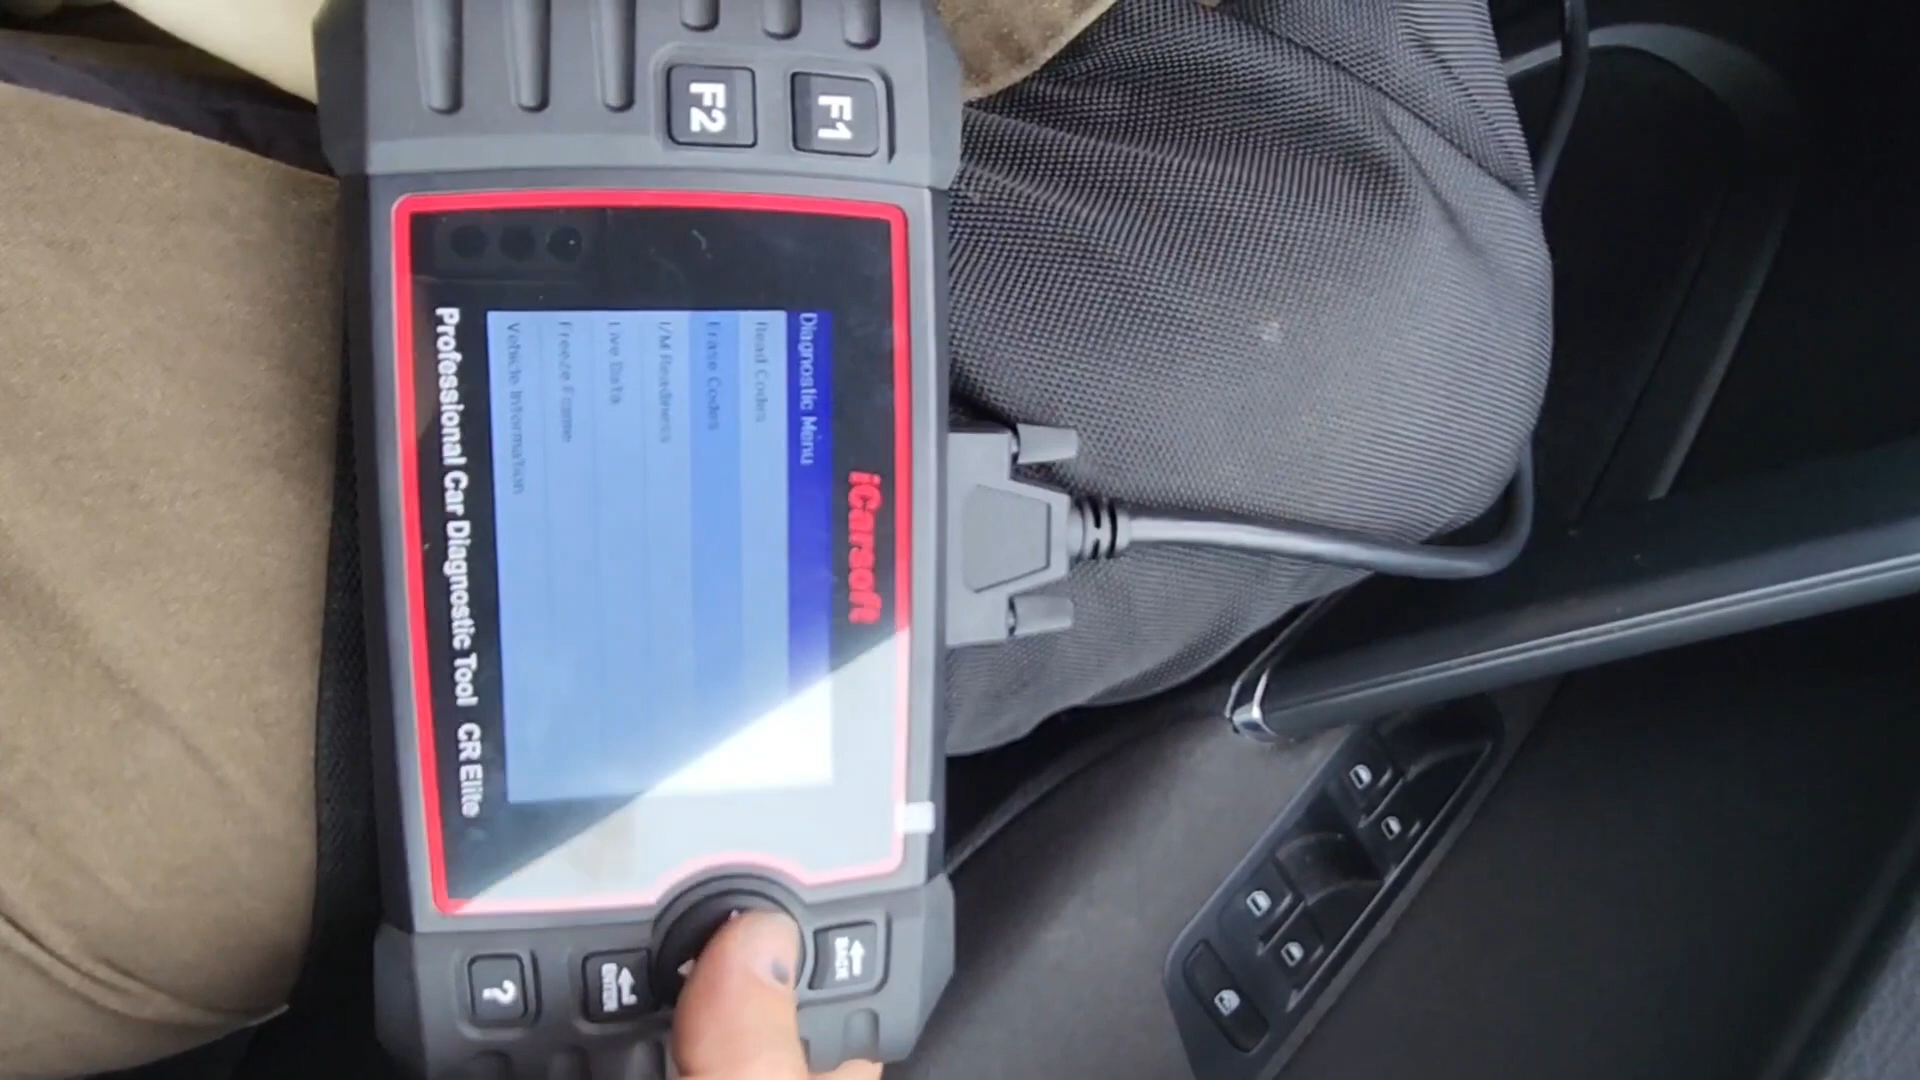 iCarsoft
Diagnostic Menu
Read Codes
Erase Codes
I/M Readiness
Live Data
Freeze Frame
Vehicle Information
Professional Car Diagnostic Tool CR Elite
F1
F2
BACK
ENTER
?